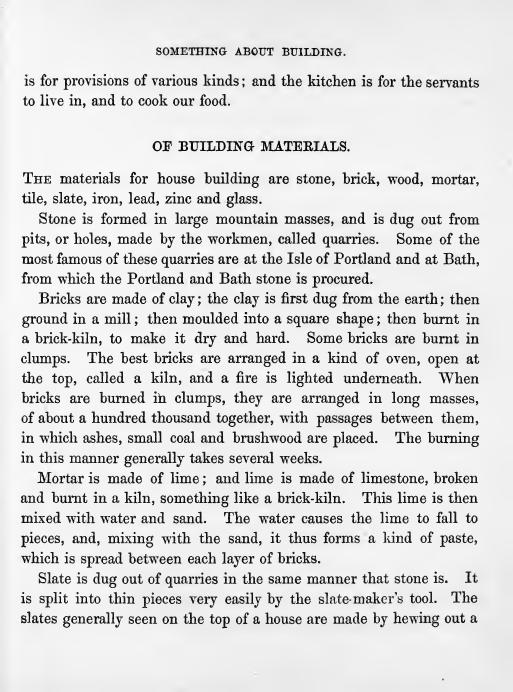 SOMETHING ABOUT BUILDING.
is for provisions of various kinds; and the kitchen is for the servants
to live in, and to cook our food.
OF BUILDING MATERIALS.
THE materials for house building are stone, brick, wood, mortar,
tile, slate, iron, lead, zinc and glass.
Stone is formed in large mountain masses, and is dug out from
pits, or holes, made by the workmen, called quarries. Some of the
most famous of these quarries are at the Isle of Portland and at Bath,
from which the Portland and Bath stone is procured.
Bricks are made of clay; the clay is first dug from the earth; then
ground in a mill; then moulded into a square shape; then burnt in
a brick-kiln, to make it dry and hard. Some bricks are burnt in
clumps. The best bricks are arranged in a kind of oven, open at
the top, called a kiln, and a fire is lighted underneath. When
bricks are burned in clumps, they are arranged in long masses,
of about a hundred thousand together, with passages between them,
in which ashes, small coal and brushwood are placed. The burning
in this manner generally takes several weeks.
Mortar is made of lime; and lime is made of limestone, broken
and burnt in a kiln, something like a brick-kiln. This lime is then
mixed with water and sand. The water causes the lime to fall to
pieces, and, mixing with the sand, it thus forms a kind of paste,
which is spread between each layer of bricks.
Slate is dug out of quarries in the same manner that stone is. It
is split into thin pieces very easily by the slate-maker's tool. The
slates generally seen on the top of a house are made by hewing out a